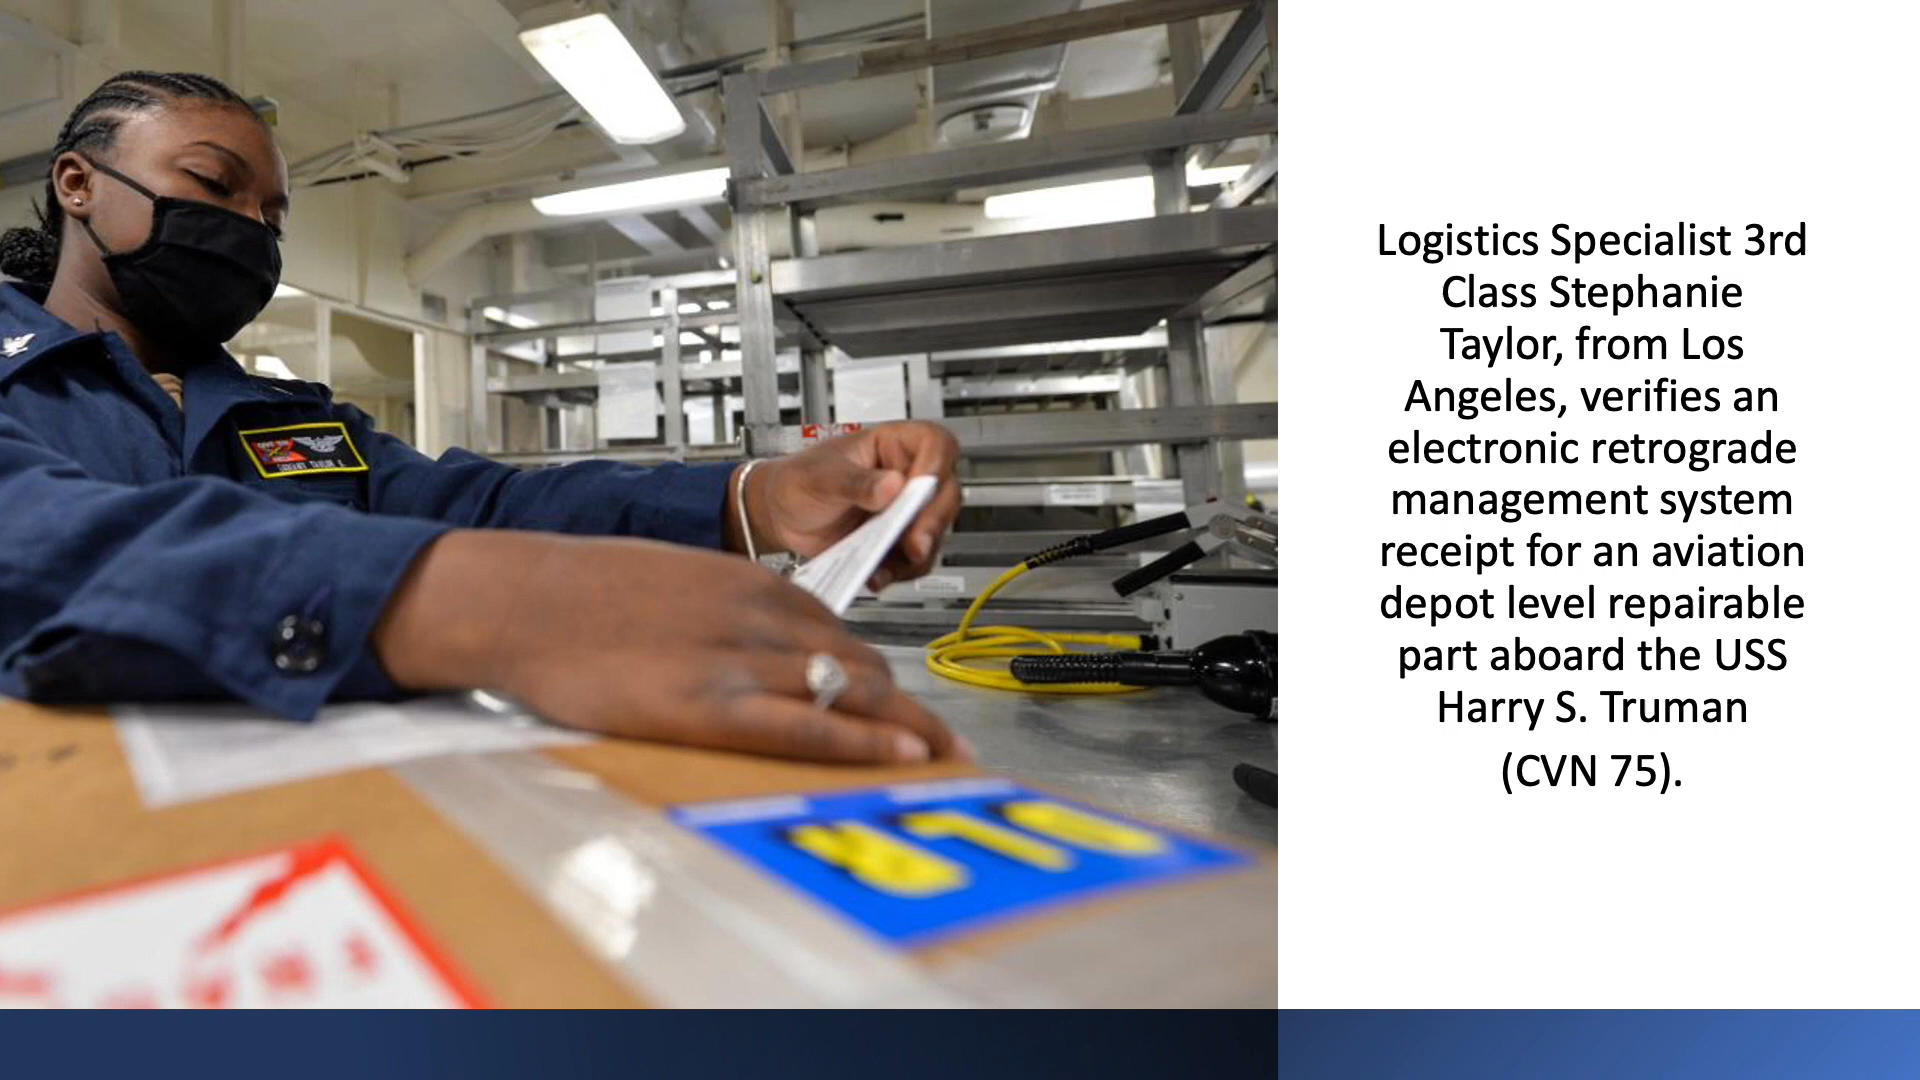 Logistics Specialist 3rd
Class Stephanie
Taylor, from Los
Angeles, verifies an
electronic retrograde
management system
receipt for an aviation
depot level repairable
part aboard the USS
Harry S. Truman
(CVN 75).